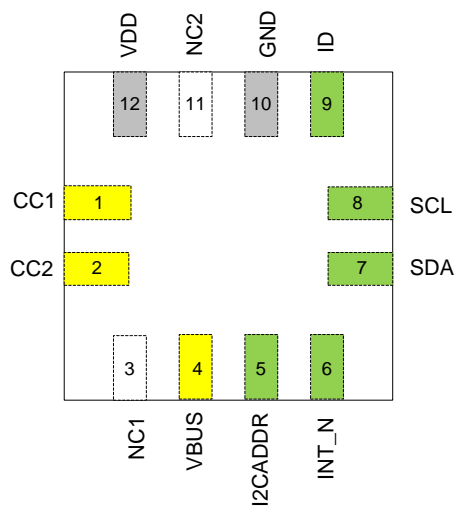 VDD NC2 GND ID
12 11 10 9
CC1 1 8 SCL
CC2 2 7 SDA
3 4 5 6
NC1 VBUS I2CADDR INT_N